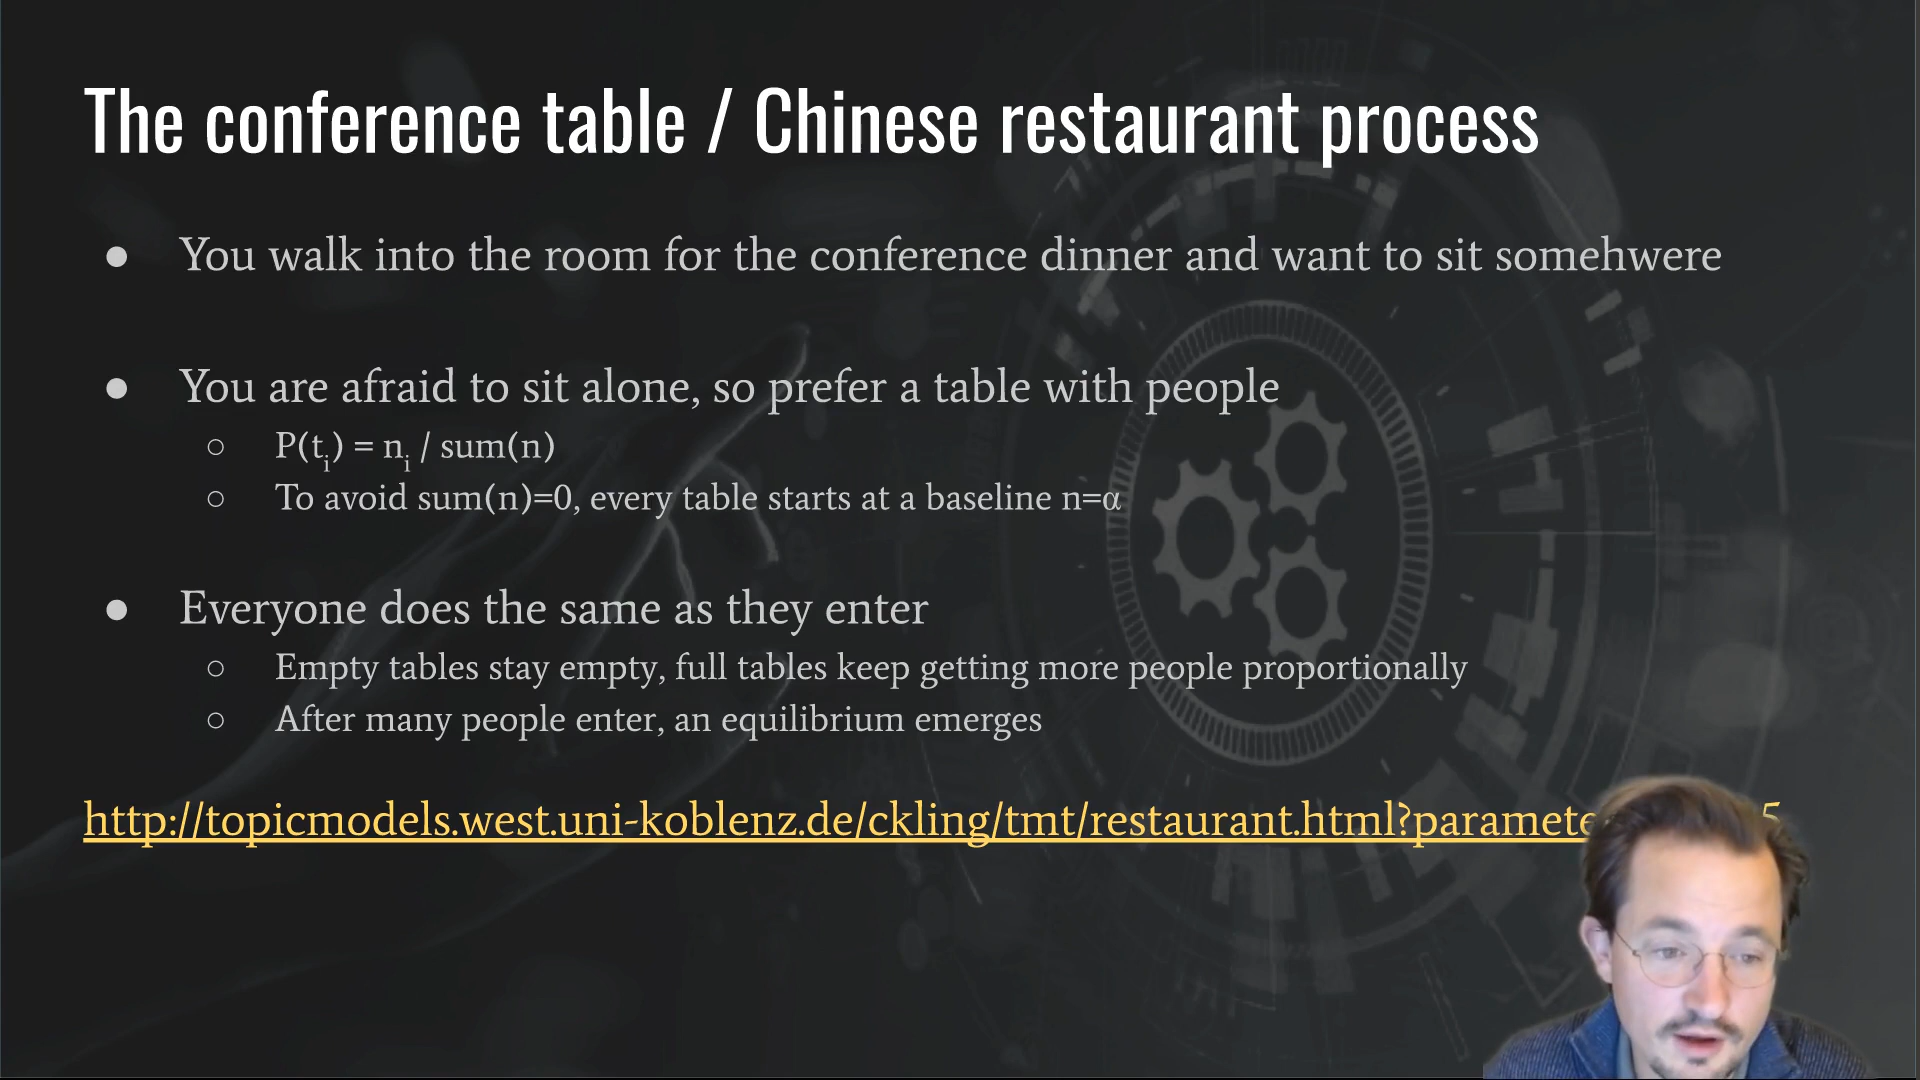 The conference table / Chinese restaurant process
● You walk into the room for the conference dinner and want to sit somehwere
● You are afraid to sit alone, so prefer a table with people
○ P(tᵢ) = nᵢ / sum(n)
○ To avoid sum(n)=0, every table starts at a baseline n=α
● Everyone does the same as they enter
○ Empty tables stay empty, full tables keep getting more people proportionally
○ After many people enter, an equilibrium emerges
http://topicmodels.west.uni-koblenz.de/ckling/tmt/restaurant.html?paramete 5